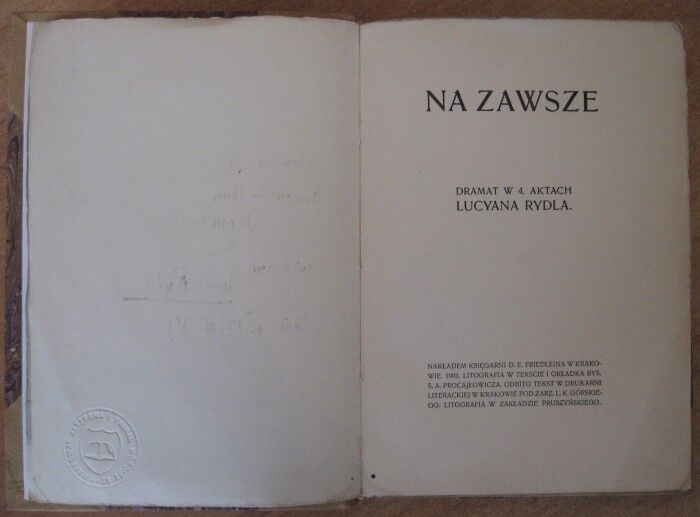 NA ZAWSZE
DRAMAT W 4. AKTACH
LUCYANA RYDLA.
NAKŁADEM KSIĘGARNI D. E. FRIEDLEINA W KRAKO-
WIE. 1903. LITOGRAFIA W TEKSCIE I OKŁADKA RYS.
S. A. PROCAJŁOWICZA. ODBITO TEKST W DRUKARNI
LITERACKIEJ W KRAKOWIE POD ZARZ. L. K. GÓRSKIE-
GO. LITOGRAFIA W ZAKŁADZIE PRUSZYŃSKIEGO.